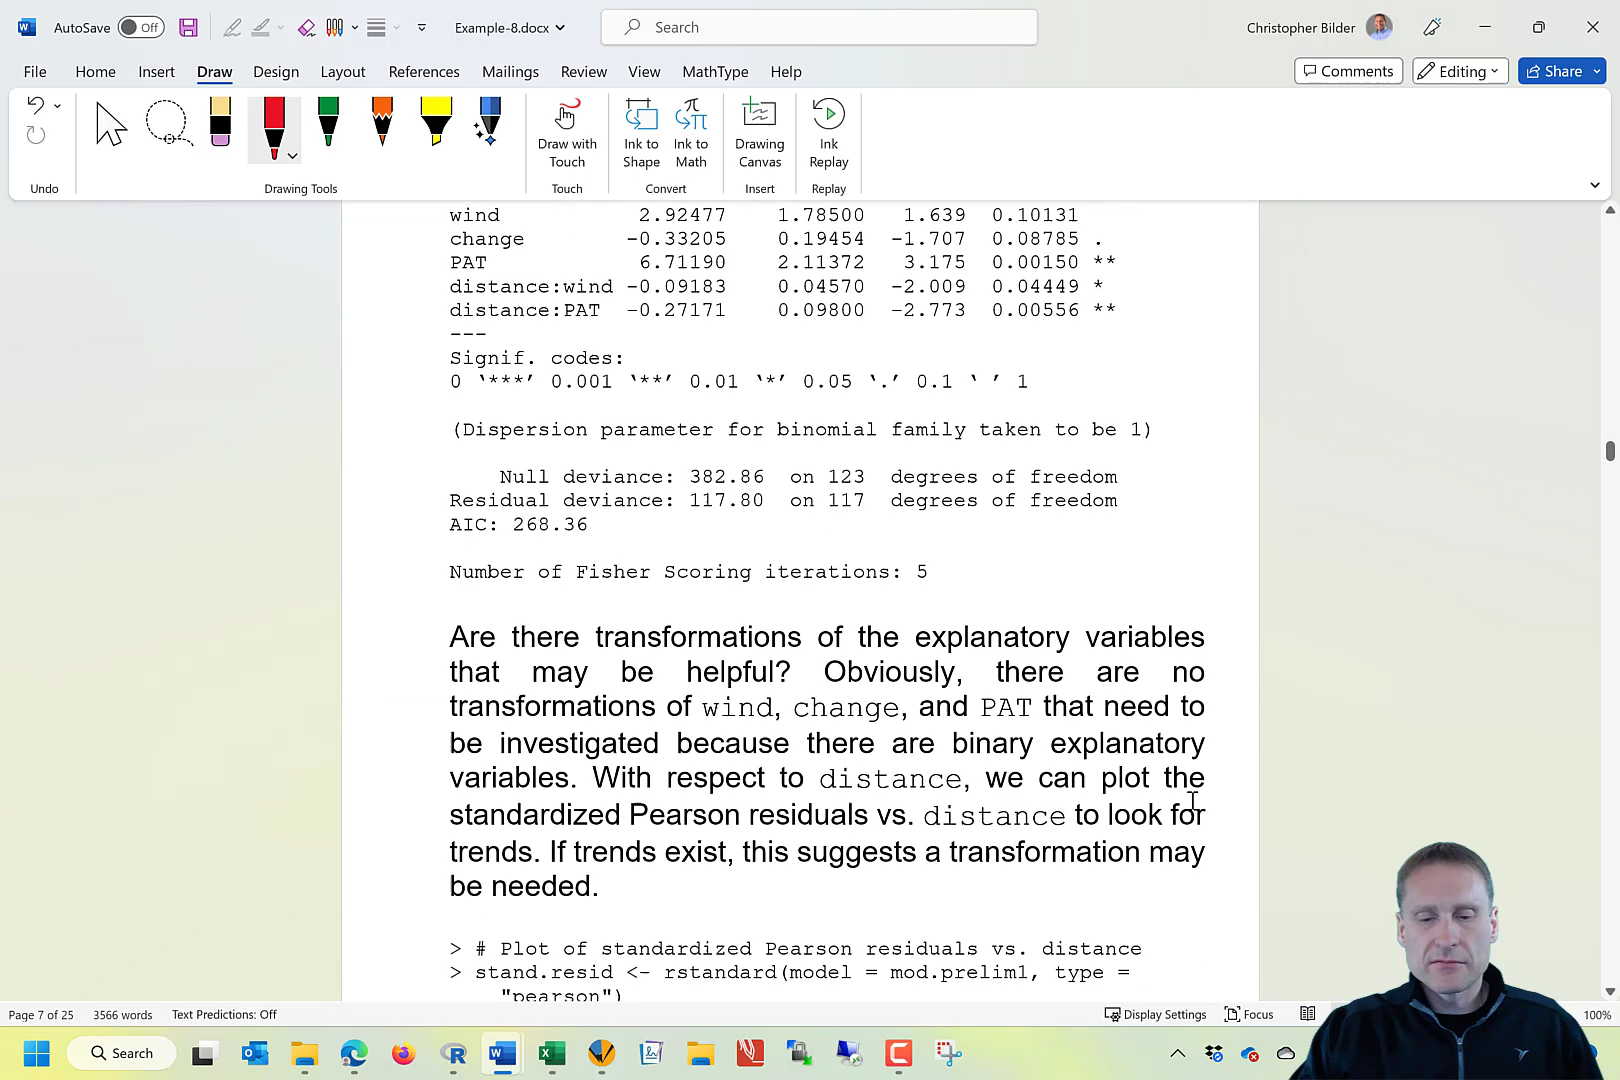 AutoSave Off Example-8.docx Search Christopher Bilder
File Home Insert Draw Design Layout References Mailings Review View MathType Help Comments Editing Share
Draw with Touch
Ink to Shape
Ink to Math
Drawing Canvas
Ink Replay
Undo Drawing Tools Touch Convert Insert Replay
wind 2.92477 1.78500 1.639 0.10131
change -0.33205 0.19454 -1.707 0.08785 .
PAT 6.71190 2.11372 3.175 0.00150 **
distance:wind -0.09183 0.04570 -2.009 0.04449 *
distance:PAT -0.27171 0.09800 -2.773 0.00556 **
---
Signif. codes:
0 ‘***’ 0.001 ‘**’ 0.01 ‘*’ 0.05 ‘.’ 0.1 ‘ ’ 1
(Dispersion parameter for binomial family taken to be 1)
Null deviance: 382.86 on 123 degrees of freedom
Residual deviance: 117.80 on 117 degrees of freedom
AIC: 268.36
Number of Fisher Scoring iterations: 5
Are there transformations of the explanatory variables
that may be helpful? Obviously, there are no
transformations of wind, change, and PAT that need to
be investigated because there are binary explanatory
variables. With respect to distance, we can plot the
standardized Pearson residuals vs. distance to look for
trends. If trends exist, this suggests a transformation may
be needed.
> # Plot of standardized Pearson residuals vs. distance
> stand.resid <- rstandard(model = mod.prelim1, type =
"pearson")
Page 7 of 25 3566 words Text Predictions: Off Display Settings Focus 100%
Search